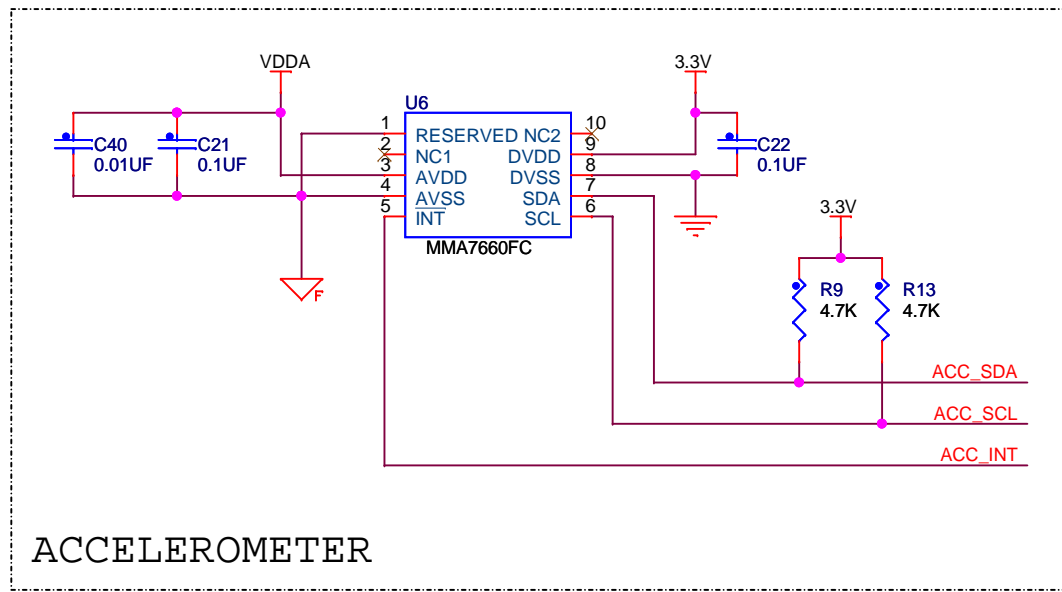 VDDA
3.3V
U6
C40
0.01UF
C21
0.1UF
1
2
3
4
5
RESERVED NC2
NC1
AVDD
AVSS
INT
DVDD
DVSS
SDA
SCL
10
9
8
7
6
MMA7660FC
C22
0.1UF
F
3.3V
R9
4.7K
R13
4.7K
ACC_SDA
ACC_SCL
ACC_INT
ACCELEROMETER